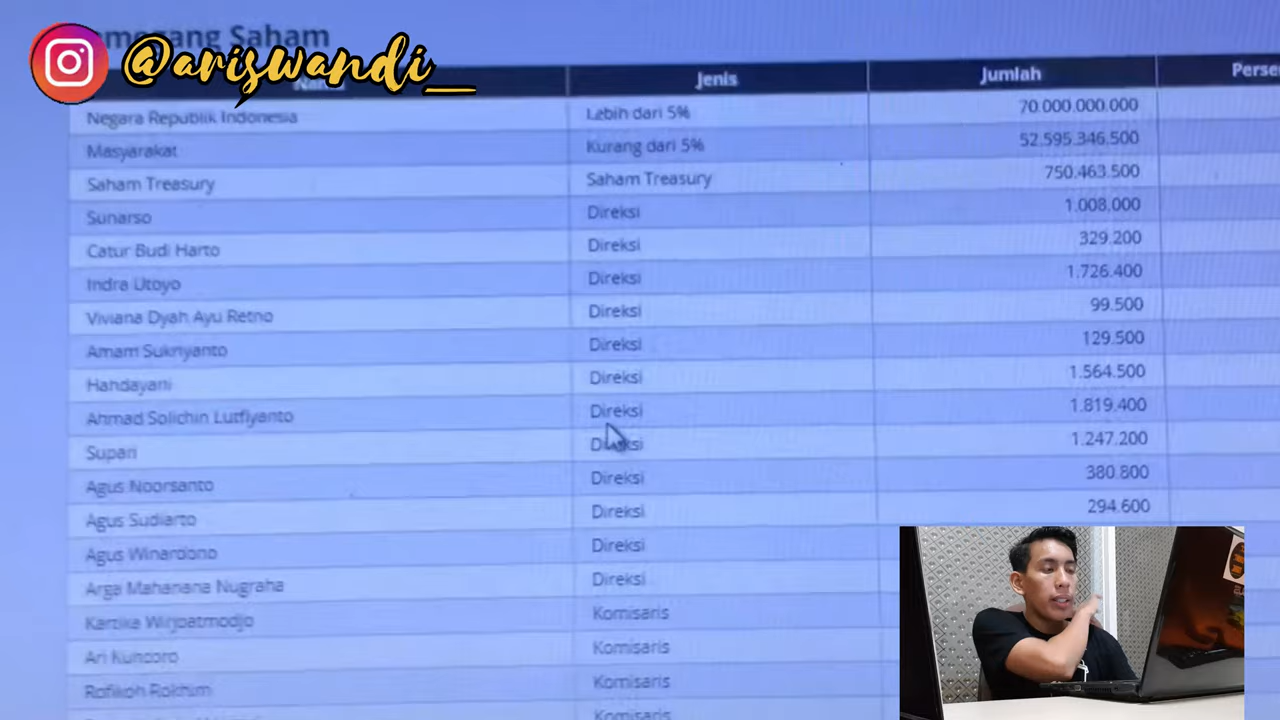 Saham
@ariswandi_
Jenis Jumlah
Negara Republik Indonesia Lebih dari 5% 70.000.000.000
Masyarakat Kurang dari 5% 52.595.346.500
Saham Treasury Saham Treasury 750.463.500
Sunarso Direksi 1.008.000
Catur Budi Harto Direksi 329.200
Indra Utoyo Direksi 1.726.400
Viviana Dyah Ayu Retno Direksi 99.500
Amam Sukriyanto Direksi 129.500
Handayani Direksi 1.564.500
Ahmad Solichin Lutfiyanto Direksi 1.819.400
Supari Direksi 1.247.200
Agus Noorsanto Direksi 380.800
Agus Sudiarto Direksi 294.600
Agus Winardono Direksi
Arga Mahanana Nugraha Direksi
Kartika Wirjoatmodjo Komisaris
Ari Kuncoro Komisaris
Rofikoh Rokhim Komisaris
Komisaris